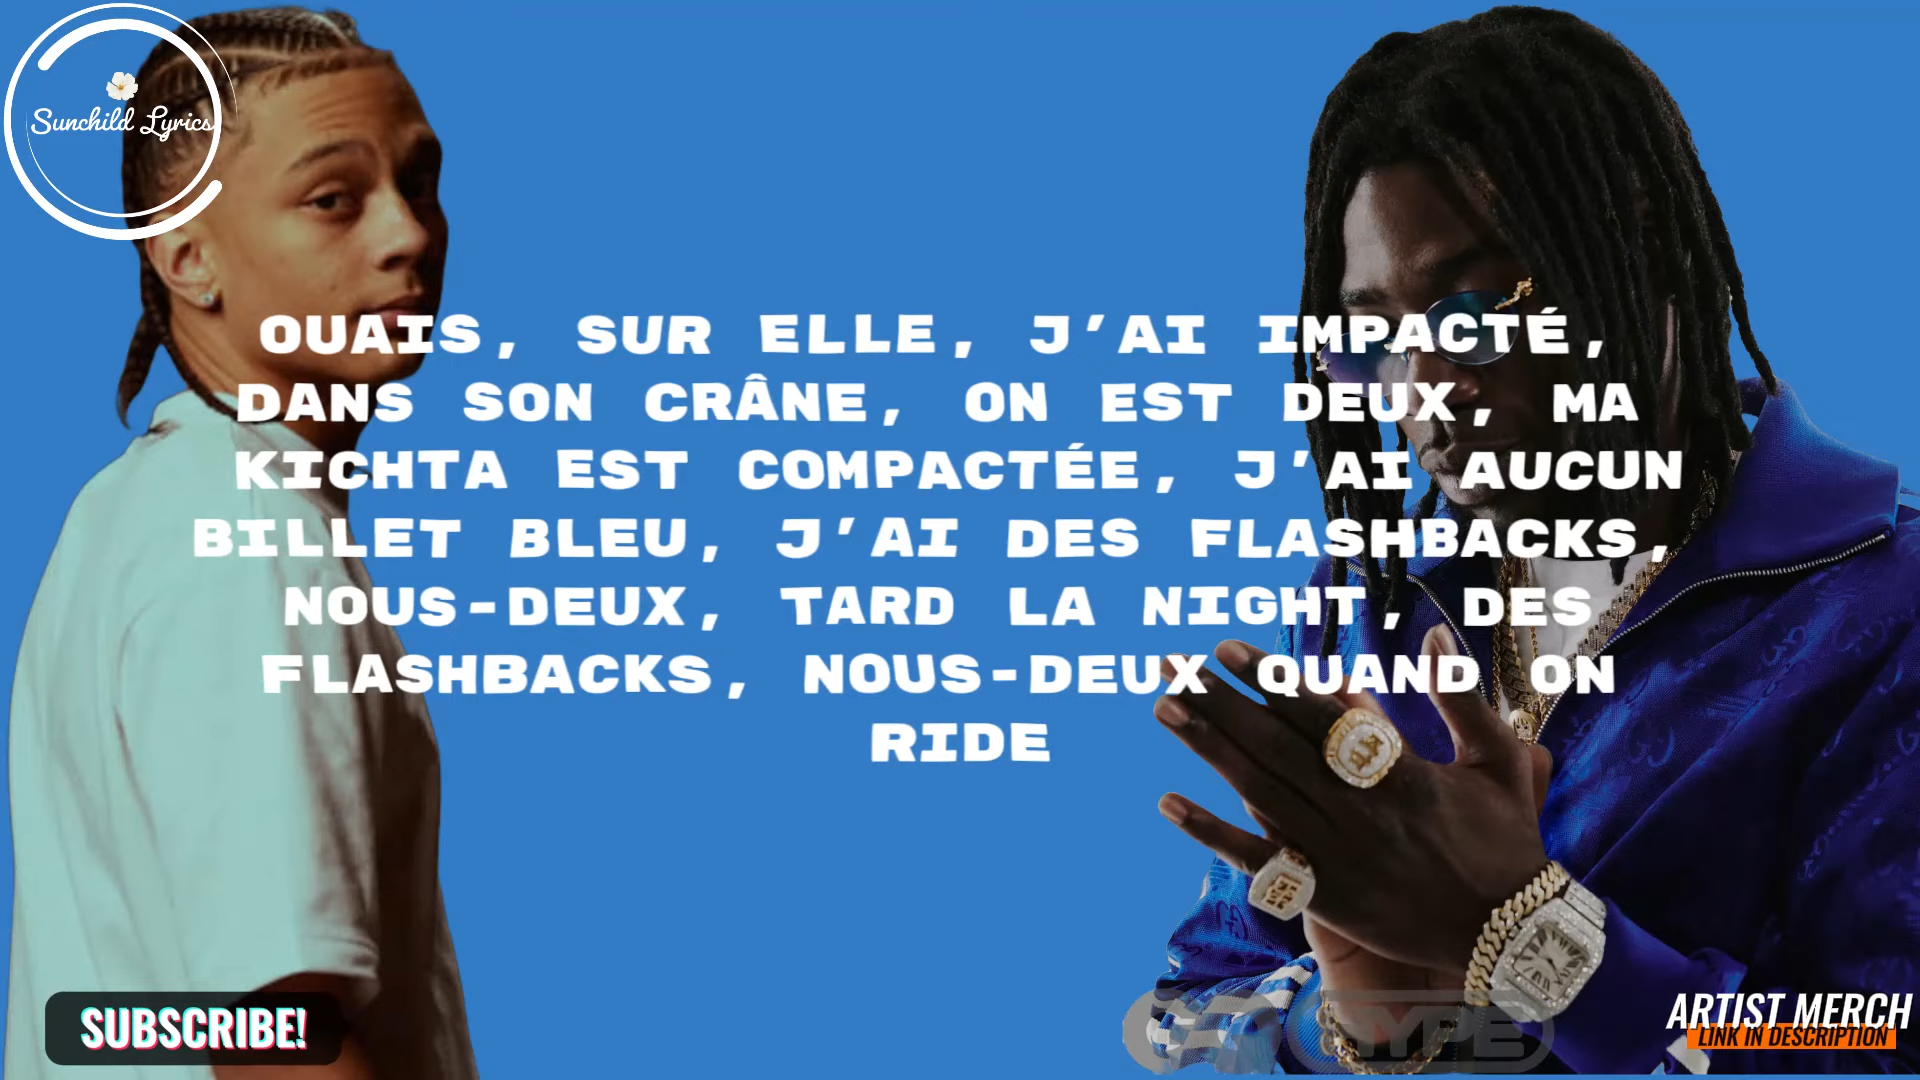 Sunchild Lyrics
OUAIS, SUR ELLE, J'AI IMPACTÉ,
DANS SON CRÂNE, ON EST DEUX, MA
KICHTA EST COMPACTÉE, J'AI AUCUN
BILLET BLEU, J'AI DES FLASHBACKS,
NOUS-DEUX, TARD LA NIGHT, DES
FLASHBACKS, NOUS-DEUX QUAND ON
RIDE
SUBSCRIBE!
ARTIST MERCH
LINK IN DESCRIPTION